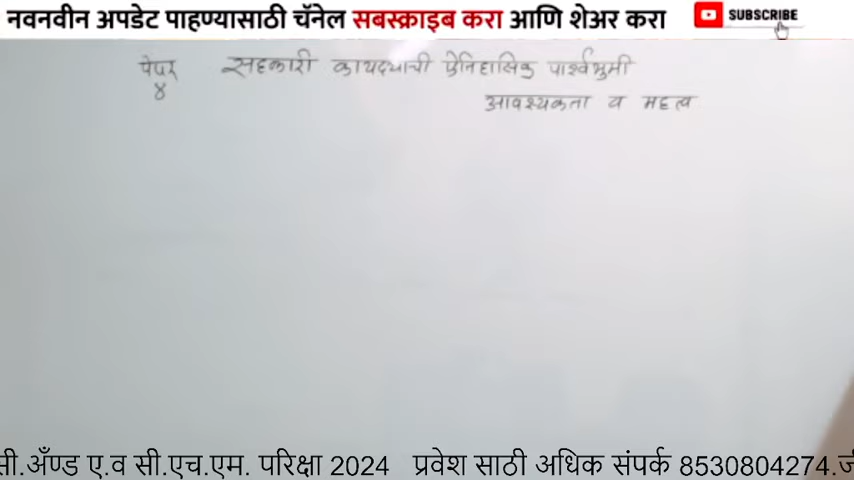 नवनवीन अपडेट पाहण्यासाठी चॅनेल सबस्क्राइब करा आणि शेअर करा SUBSCRIBE
पेपर सहकारी कायदयाची ऐतिहासिक पार्श्वभुमी
४ आवश्यकता व महत्व
सी.अँण्ड ए.व सी.एच.एम. परिक्षा 2024 प्रवेश साठी अधिक संपर्क 8530804274.